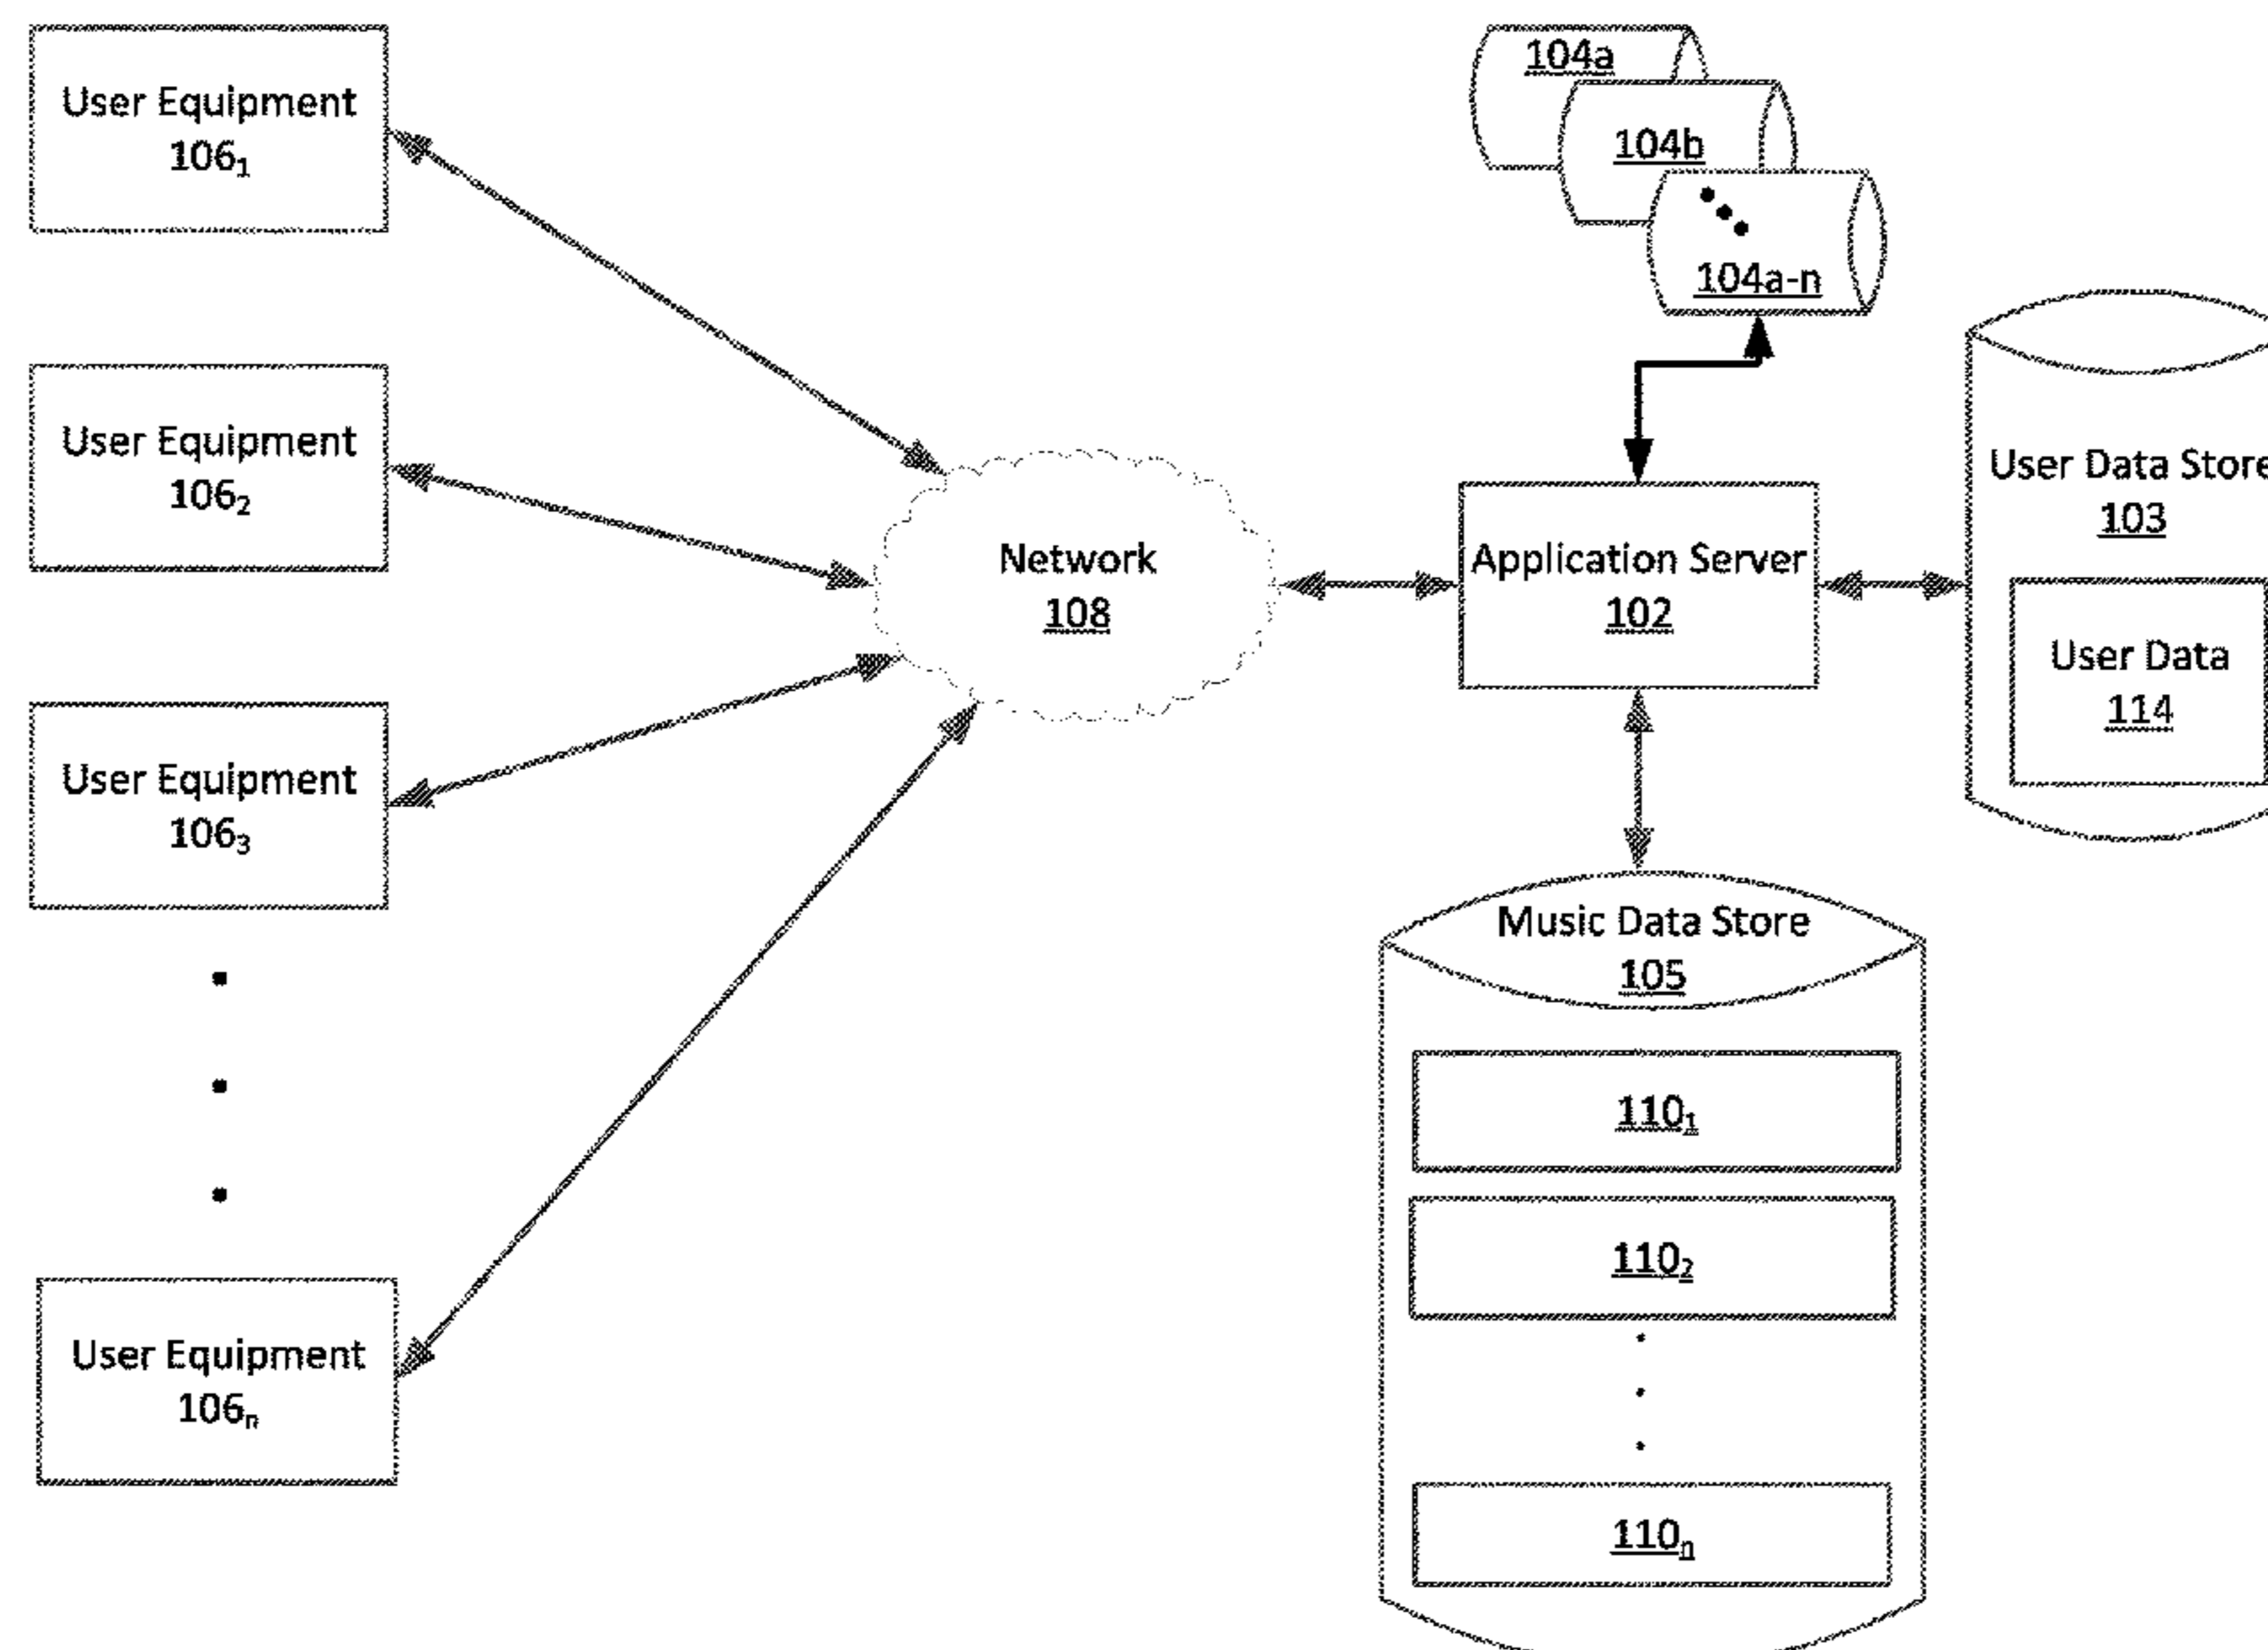 User Equipment
106₁
User Equipment
106₂
User Equipment
106₃
User Equipment
106ₙ
Network
108
104a
104b
104a-n
Application Server
102
User Data Store
103
User Data
114
Music Data Store
105
110₁
110₂
110ₙ